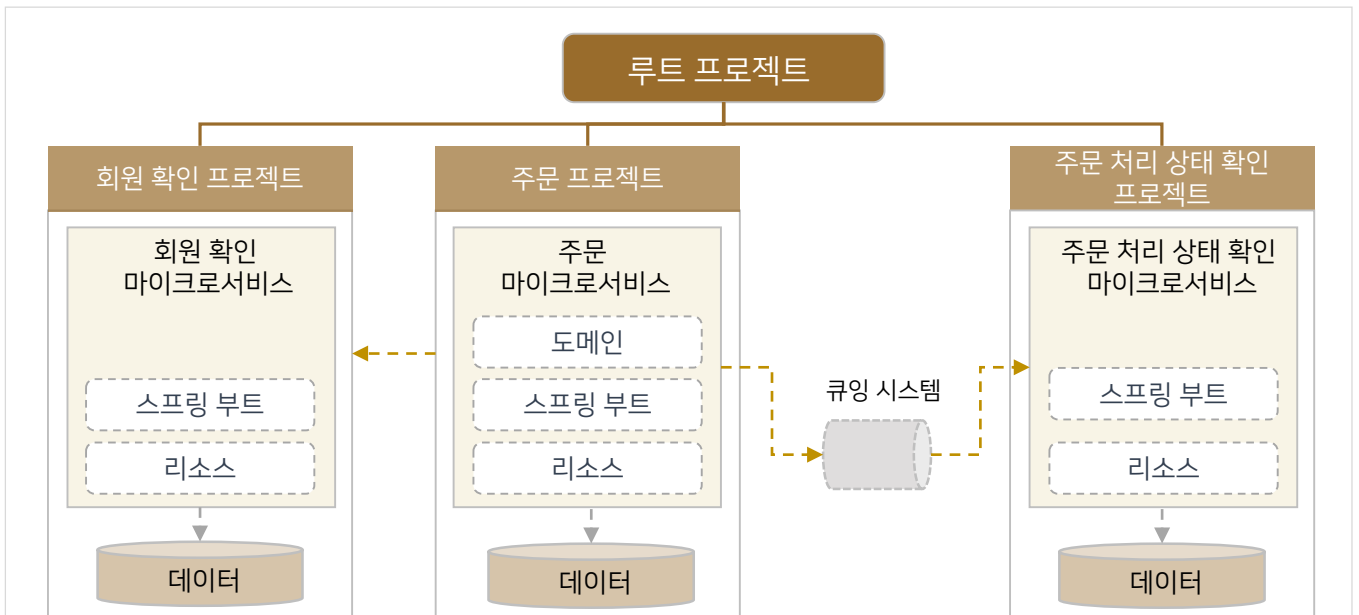 루트 프로젝트
회원 확인 프로젝트
주문 프로젝트
주문 처리 상태 확인
프로젝트
회원 확인
마이크로서비스
스프링 부트
리소스
데이터
주문
마이크로서비스
도메인
스프링 부트
리소스
데이터
큐잉 시스템
주문 처리 상태 확인
마이크로서비스
스프링 부트
리소스
데이터